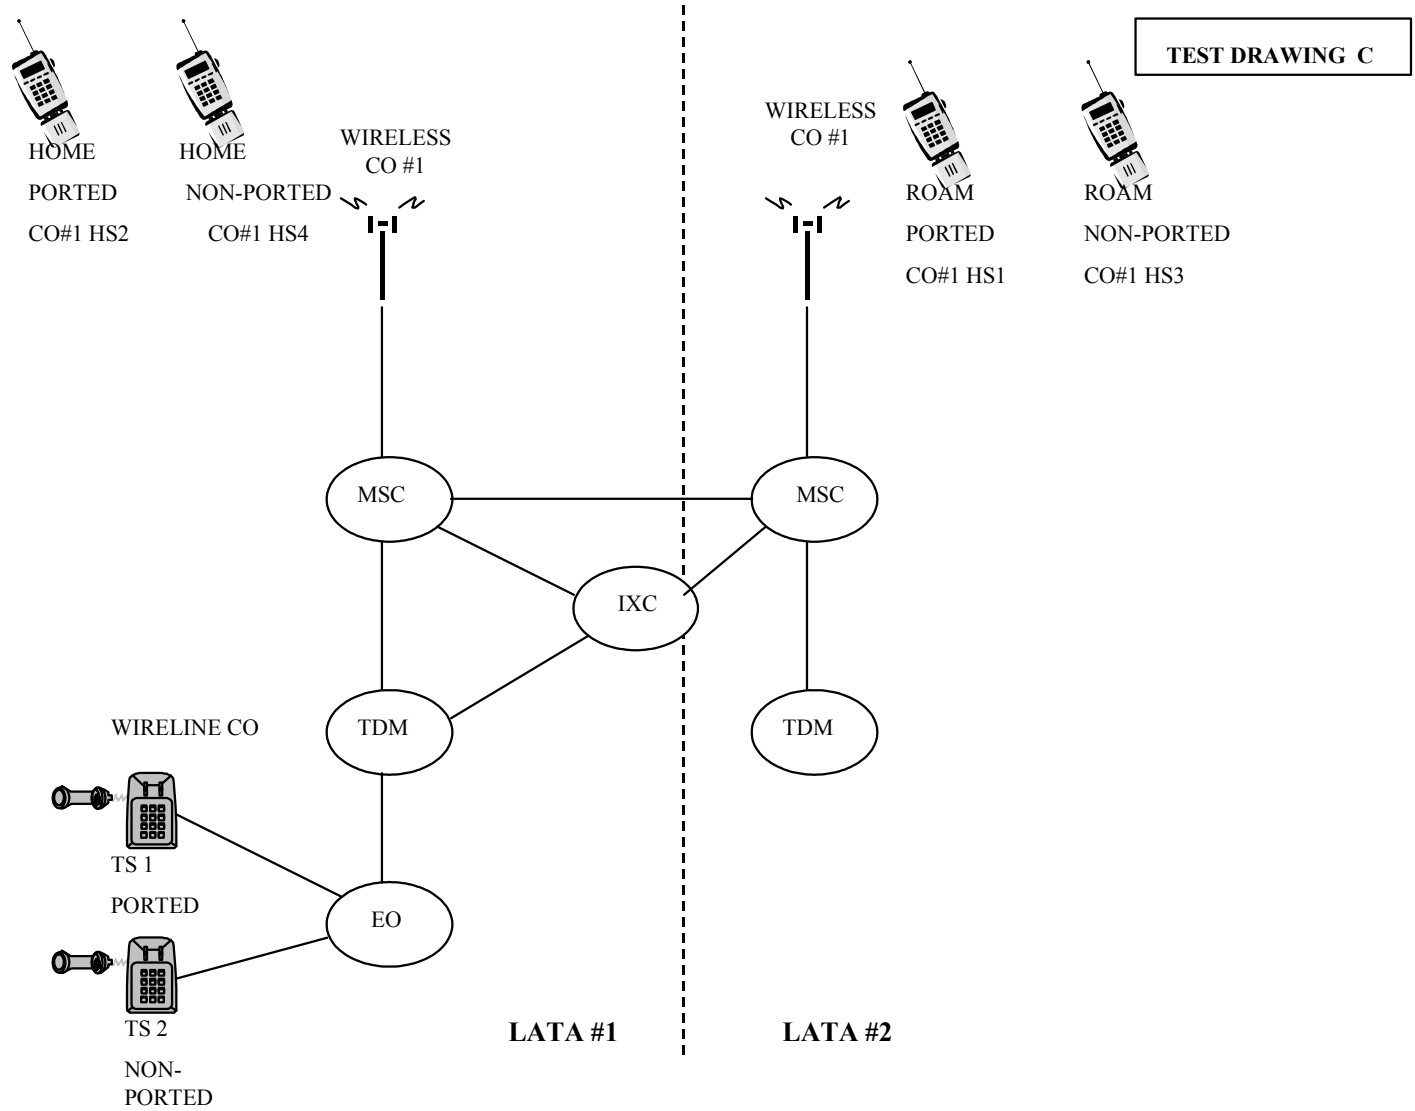 TEST DRAWING C
HOME
PORTED
CO#1 HS2
HOME
NON-PORTED
CO#1 HS4
WIRELESS
CO #1
WIRELESS
CO #1
ROAM
PORTED
CO#1 HS1
ROAM
NON-PORTED
CO#1 HS3
MSC
MSC
IXC
WIRELINE CO
TDM
TDM
TS 1
PORTED
EO
TS 2
NON-
PORTED
LATA #1
LATA #2